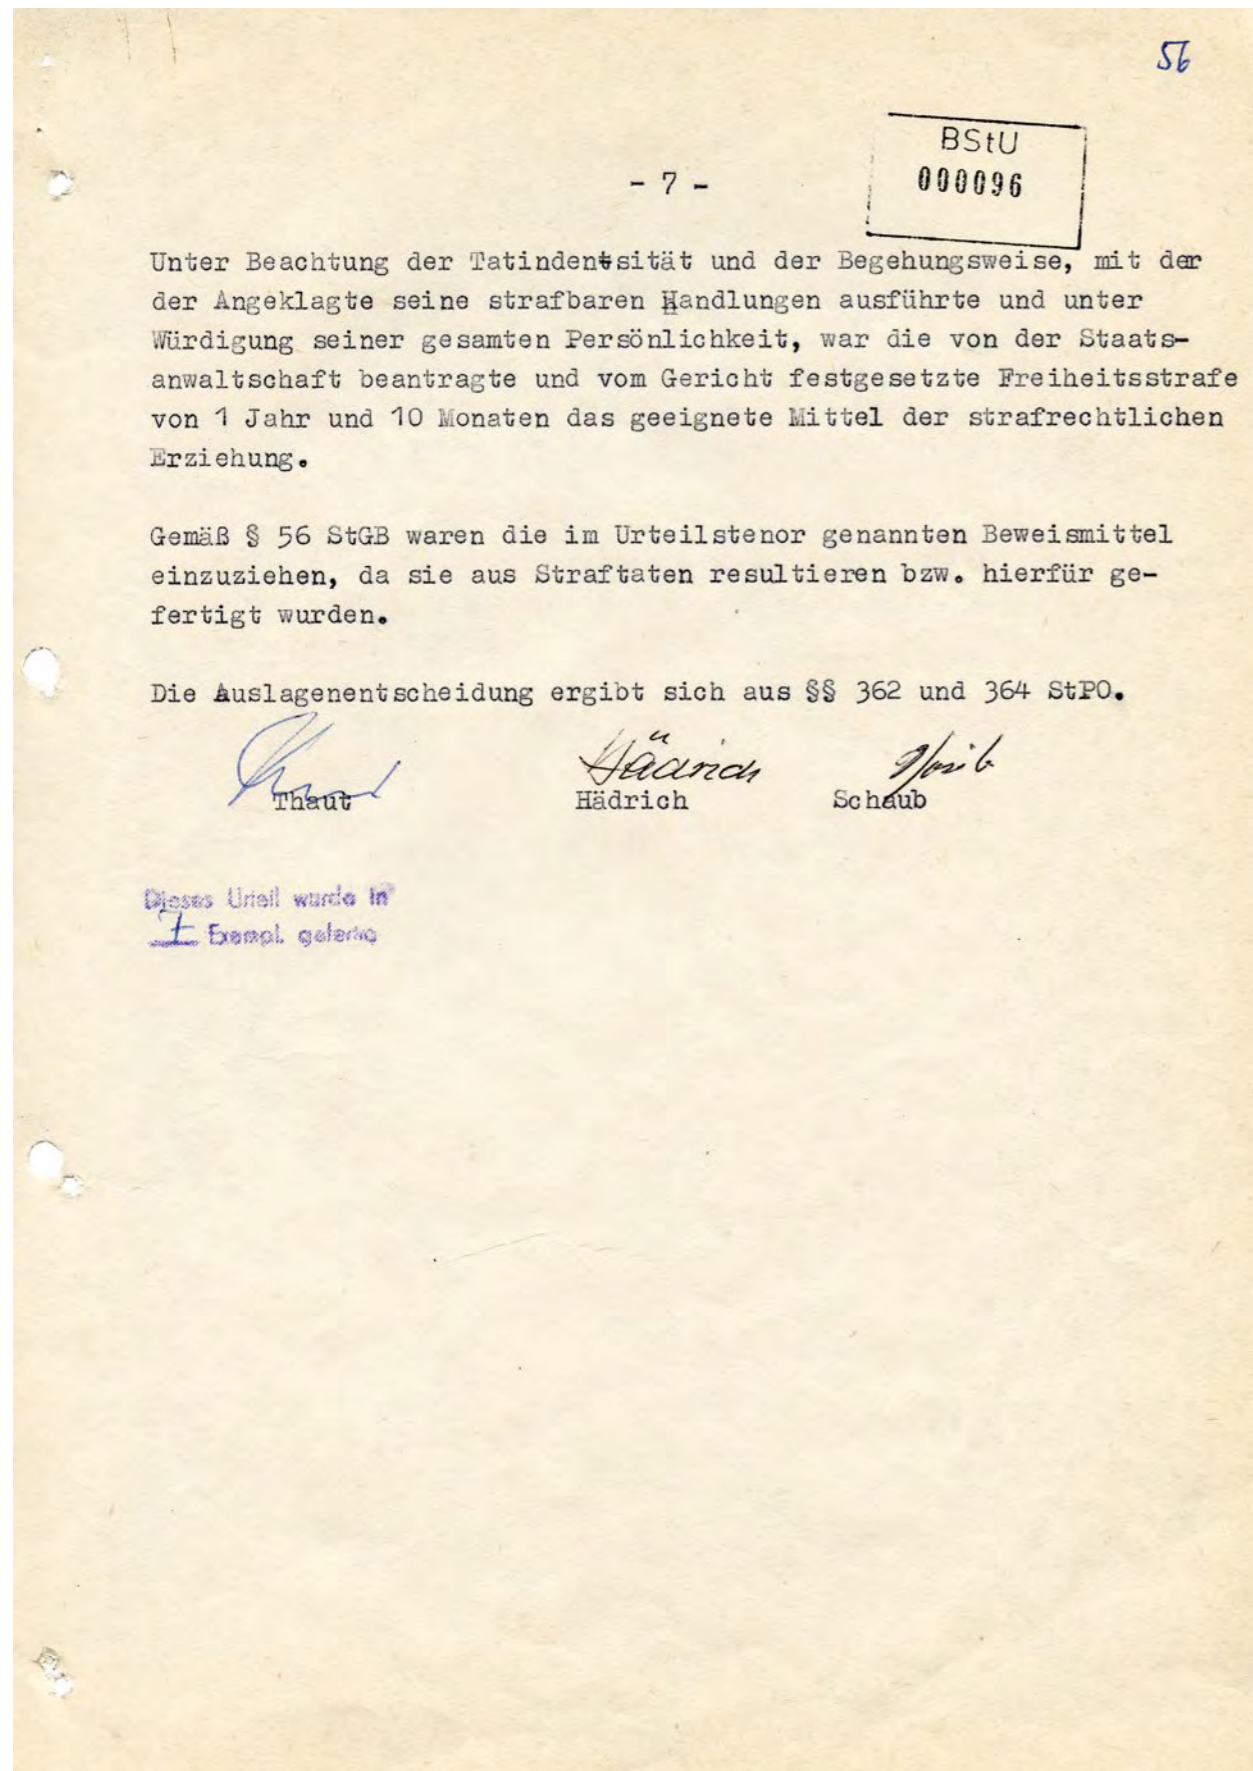 56
BStU
000096
- 7 -
Unter Beachtung der Tatindentsität und der Begehungsweise, mit der
der Angeklagte seine strafbaren Handlungen ausführte und unter
Würdigung seiner gesamten Persönlichkeit, war die von der Staats-
anwaltschaft beantragte und vom Gericht festgesetzte Freiheitsstrafe
von 1 Jahr und 10 Monaten das geeignete Mittel der strafrechtlichen
Erziehung.
Gemäß § 56 StGB waren die im Urteilstenor genannten Beweismittel
einzuziehen, da sie aus Straftaten resultieren bzw. hierfür ge-
fertigt wurden.
Die Auslagenentscheidung ergibt sich aus §§ 362 und 364 StPO.
Hädrich
Thaut Hädrich Schaub
Dieses Urteil wurde in
7 Exempl. gefertig